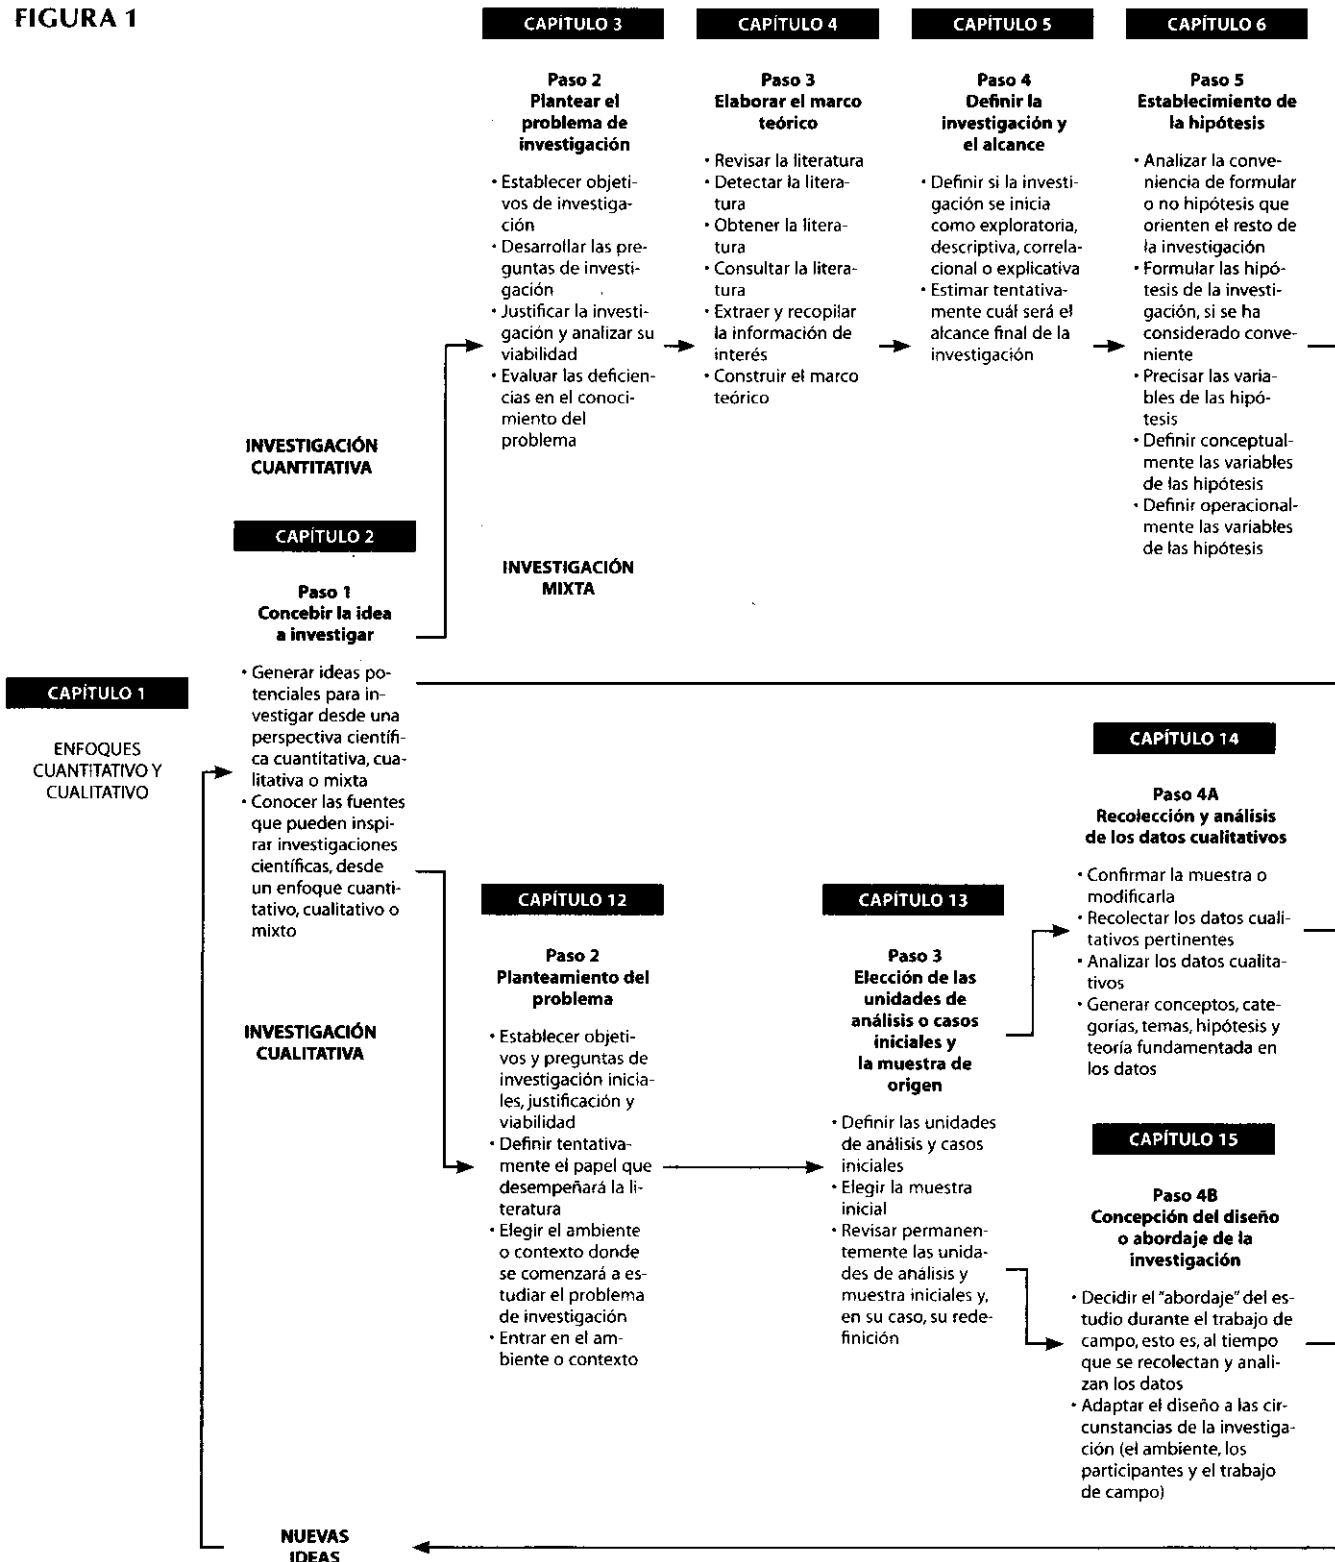 FIGURA 1
CAPÍTULO 3
Paso 2
Plantear el
problema de
investigación
• Establecer objeti-
vos de investiga-
ción
• Desarrollar las pre-
guntas de investi-
gación
• Justificar la investi-
gación y analizar su
viabilidad
• Evaluar las deficien-
cias en el conoci-
miento del
problema
CAPÍTULO 4
Paso 3
Elaborar el marco
teórico
• Revisar la literatura
• Detectar la litera-
tura
• Obtener la litera-
tura
• Consultar la litera-
tura
• Extraer y recopilar
la información de
interés
• Construir el marco
teórico
CAPÍTULO 5
Paso 4
Definir la
investigación y
el alcance
• Definir si la investi-
gación se inicia
como exploratoria,
descriptiva, correla-
cional o explicativa
• Estimar tentativa-
mente cuál será el
alcance final de la
investigación
CAPÍTULO 6
Paso 5
Establecimiento de
la hipótesis
• Analizar la conve-
niencia de formular
o no hipótesis que
orienten el resto de
la investigación
• Formular las hipó-
tesis de la investi-
gación, si se ha
considerado conve-
niente
• Precisar las varia-
bles de las hipó-
tesis
• Definir conceptual-
mente las variables
de las hipótesis
• Definir operacional-
mente las variables
de las hipótesis
INVESTIGACIÓN
CUANTITATIVA
INVESTIGACIÓN
MIXTA
CAPÍTULO 2
Paso 1
Concebir la idea
a investigar
• Generar ideas po-
tenciales para in-
vestigar desde una
perspectiva científi-
ca cuantitativa, cua-
litativa o mixta
• Conocer las fuentes
que pueden inspi-
rar investigaciones
científicas, desde
un enfoque cuanti-
tativo, cualitativo o
mixto
CAPÍTULO 1
ENFOQUES
CUANTITATIVO Y
CUALITATIVO
INVESTIGACIÓN
CUALITATIVA
CAPÍTULO 12
Paso 2
Planteamiento del
problema
• Establecer objeti-
vos y preguntas de
investigación inicia-
les, justificación y
viabilidad
• Definir tentativa-
mente el papel que
desempeñará la li-
teratura
• Elegir el ambiente
o contexto donde
se comenzará a es-
tudiar el problema
de investigación
• Entrar en el am-
biente o contexto
CAPÍTULO 13
Paso 3
Elección de las
unidades de
análisis o casos
iniciales y
la muestra de
origen
• Definir las unidades
de análisis y casos
iniciales
• Elegir la muestra
inicial
• Revisar permanen-
temente las unida-
des de análisis y
muestra iniciales y,
en su caso, su rede-
finición
CAPÍTULO 14
Paso 4A
Recolección y análisis
de los datos cualitativos
• Confirmar la muestra o
modificarla
• Recolectar los datos cuali-
tativos pertinentes
• Analizar los datos cualita-
tivos
• Generar conceptos, cate-
gorías, temas, hipótesis y
teoría fundamentada en
los datos
CAPÍTULO 15
Paso 4B
Concepción del diseño
o abordaje de la
investigación
• Decidir el "abordaje" del es-
tudio durante el trabajo de
campo, esto es, al tiempo
que se recolectan y anali-
zan los datos
• Adaptar el diseño a las cir-
cunstancias de la investiga-
ción (el ambiente, los
participantes y el trabajo
de campo)
NUEVAS
IDEAS